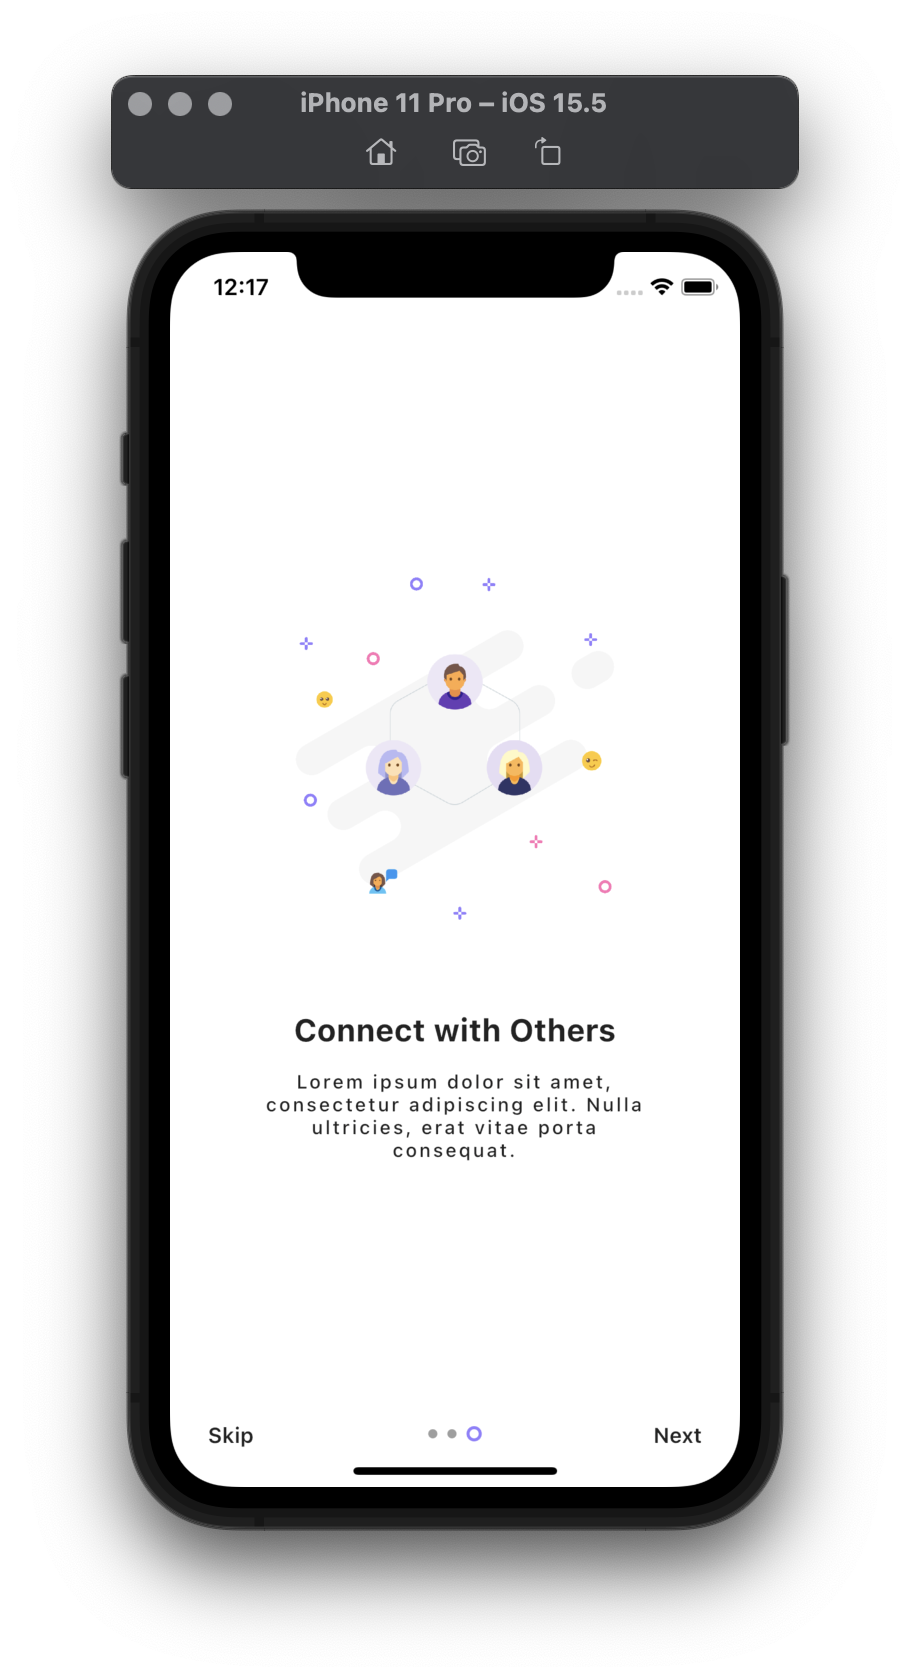 iPhone 11 Pro – iOS 15.5
12:17
Connect with Others
Lorem ipsum dolor sit amet,
consectetur adipiscing elit. Nulla
ultricies, erat vitae porta
consequat.
Skip
Next